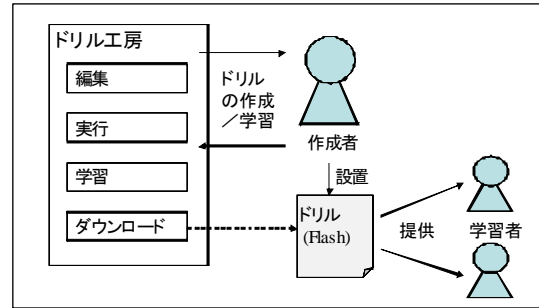 ドリル工房
編集
実行
学習
ダウンロード
ドリル
の作成
／学習
作成者
設置
ドリル
(Flash)
提供
学習者